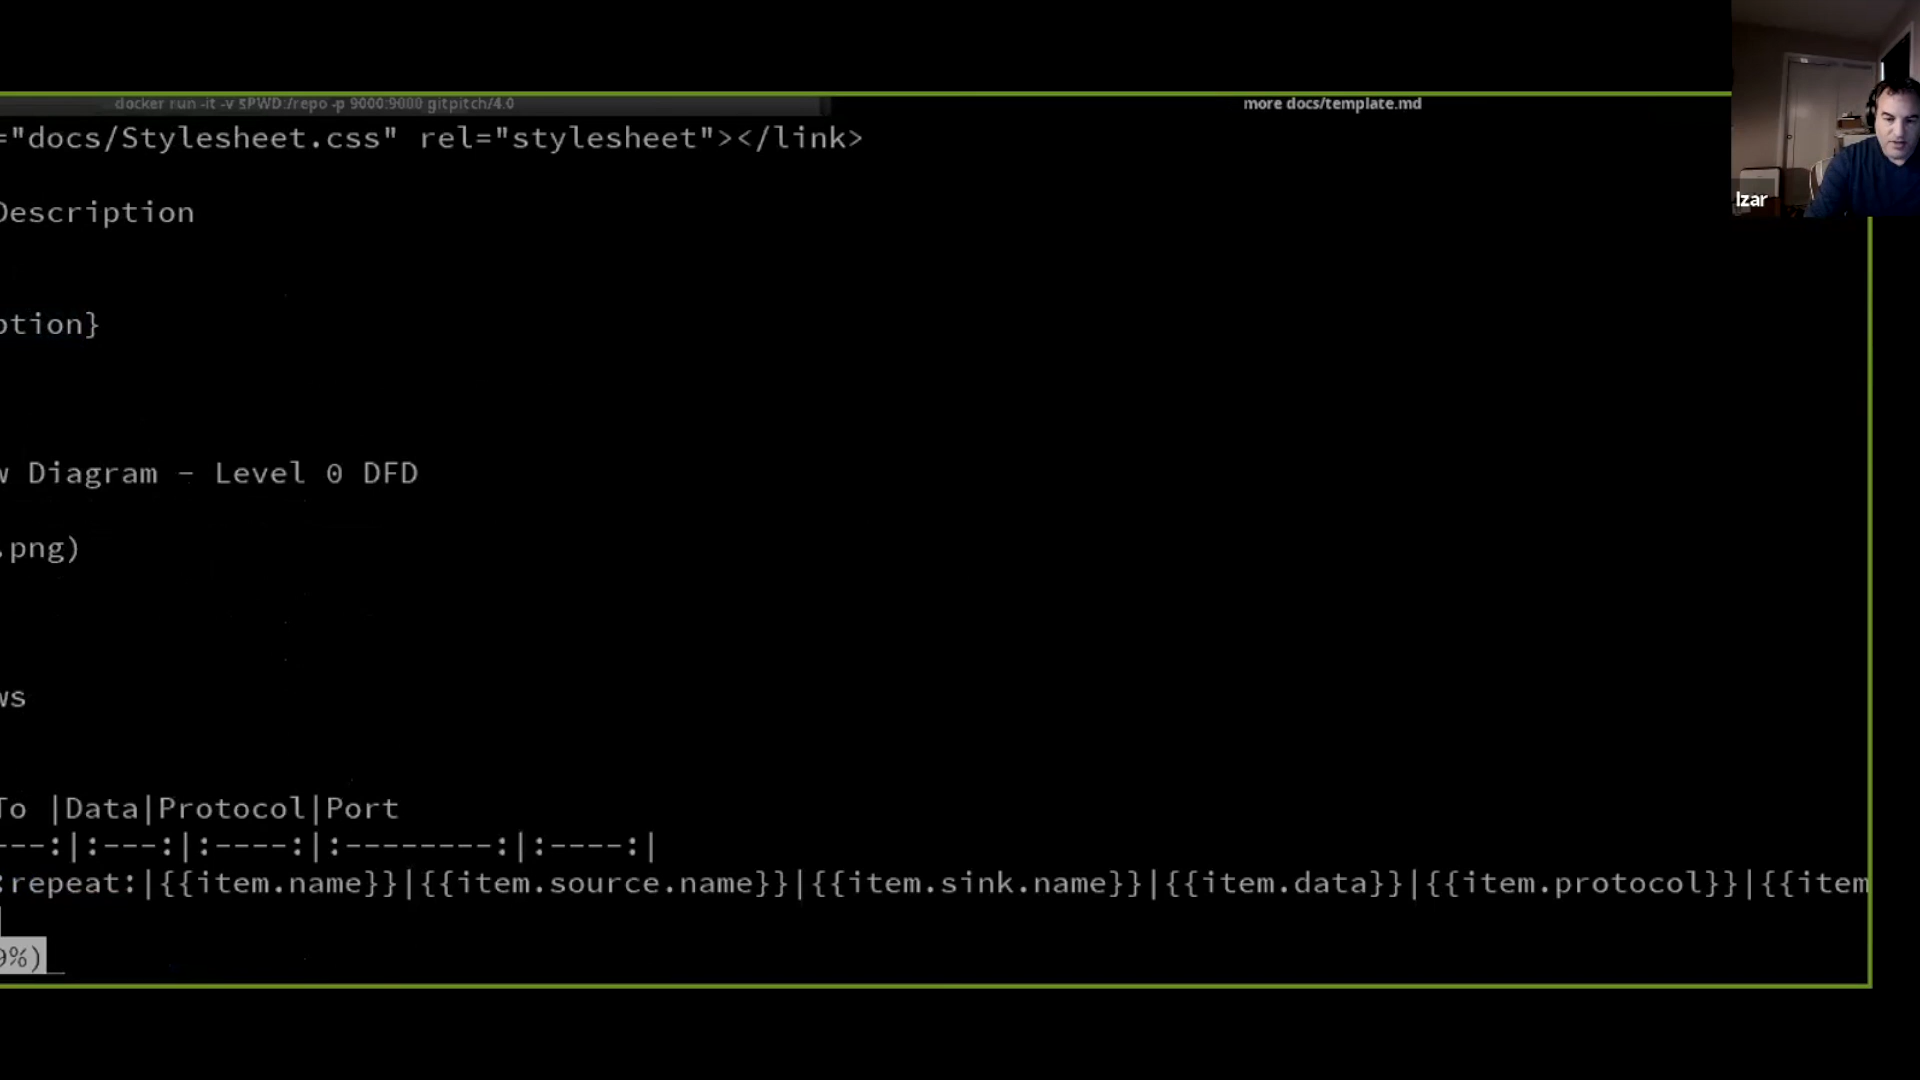 docker run -it -v $PWD:/repo -p 9000:9000 gitpitch/4.0
more docs/template.md
="docs/Stylesheet.css" rel="stylesheet"></link>
Izar
Description
ption}
w Diagram – Level 0 DFD
.png)
ws
To |Data|Protocol|Port
---:|:---:|:----:|:--------:|:----:|
:repeat:|{{item.name}}|{{item.source.name}}|{{item.sink.name}}|{{item.data}}|{{item.protocol}}|{{item
9%)